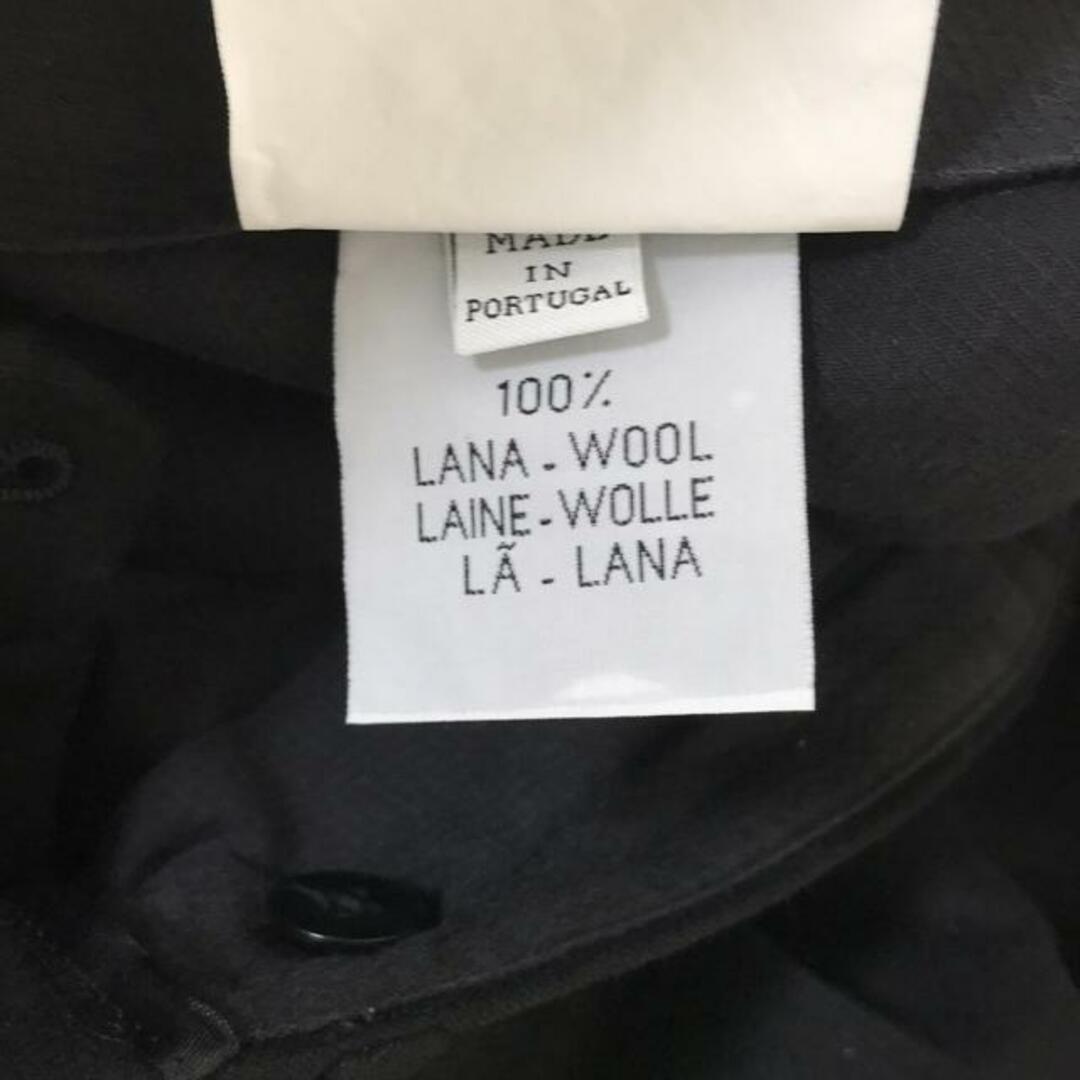 MADE
IN
PORTUGAL
100%
LANA - WOOL
LAINE - WOLLE
LÃ - LANA